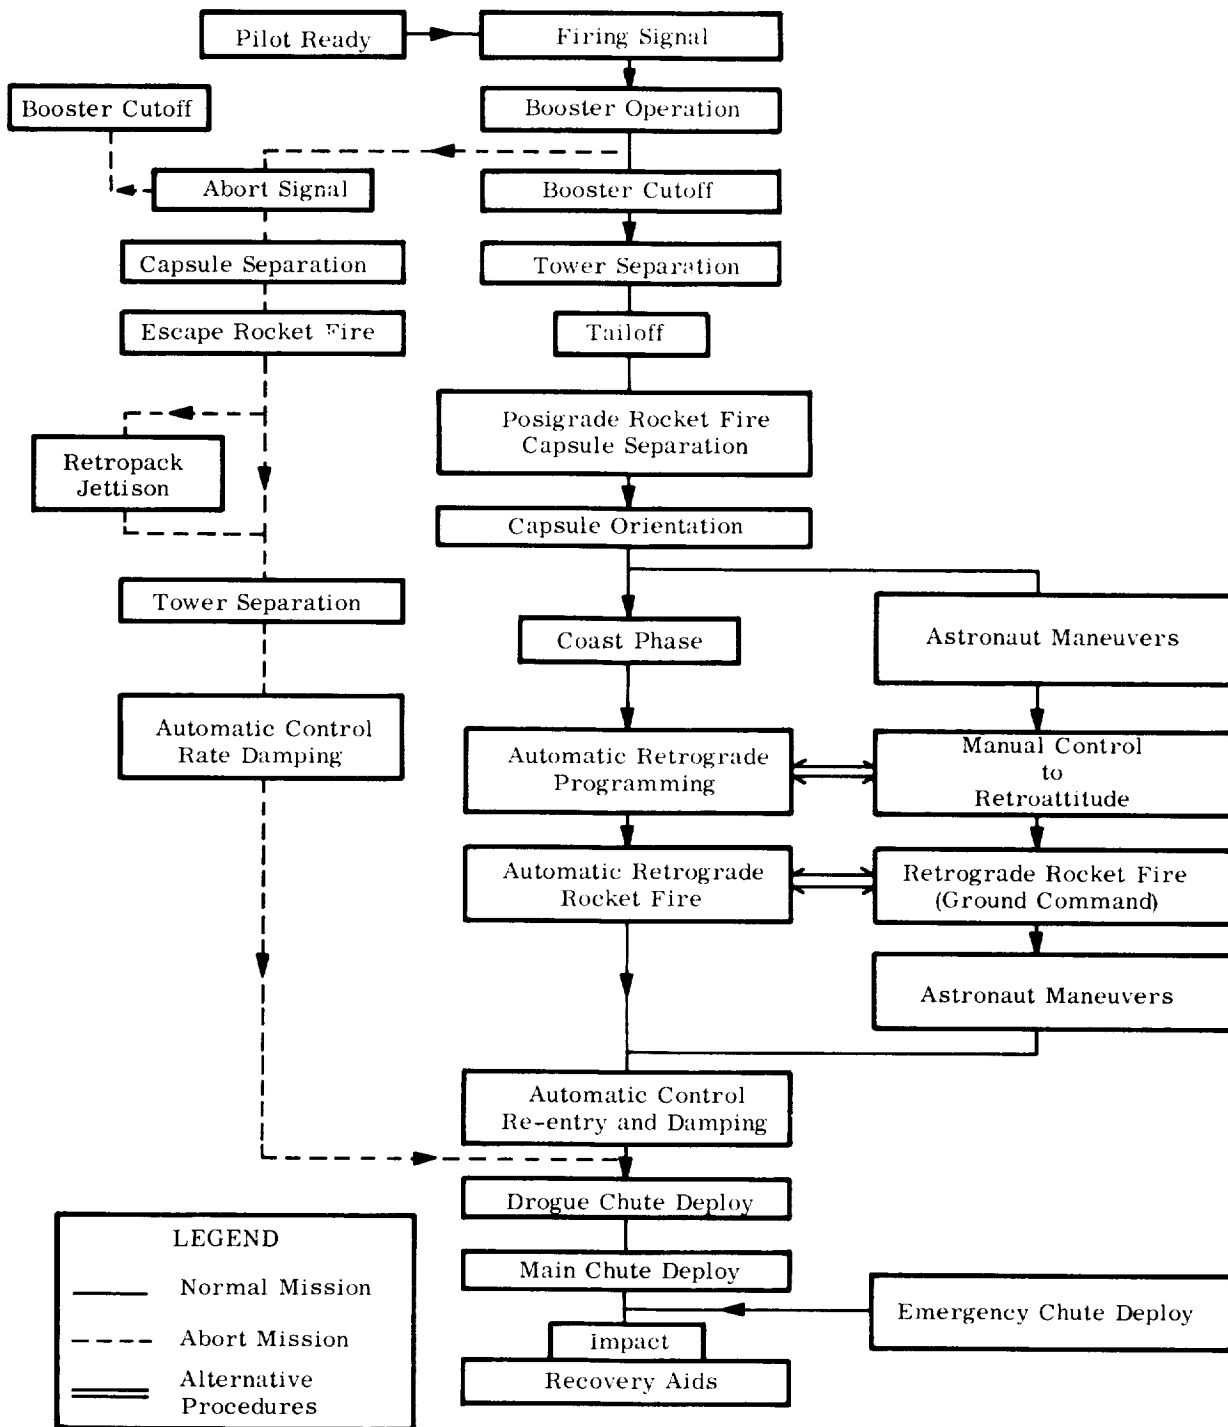 Pilot Ready
Firing Signal
Booster Cutoff
Booster Operation
Abort Signal
Booster Cutoff
Capsule Separation
Tower Separation
Escape Rocket Fire
Tailoff
Posigrade Rocket Fire
Capsule Separation
Retropack
Jettison
Capsule Orientation
Tower Separation
Coast Phase
Astronaut Maneuvers
Automatic Control
Rate Damping
Automatic Retrograde
Programming
Manual Control
to
Retroattitude
Automatic Retrograde
Rocket Fire
Retrograde Rocket Fire
(Ground Command)
Astronaut Maneuvers
Automatic Control
Re-entry and Damping
Drogue Chute Deploy
Main Chute Deploy
Emergency Chute Deploy
Impact
Recovery Aids
LEGEND
Normal Mission
Abort Mission
Alternative
Procedures